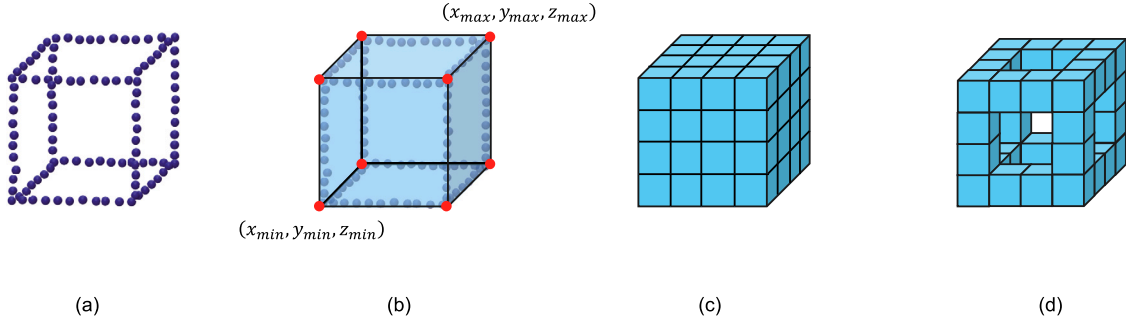 (x_max, y_max, z_max)
(x_min, y_min, z_min)
(a) (b) (c) (d)